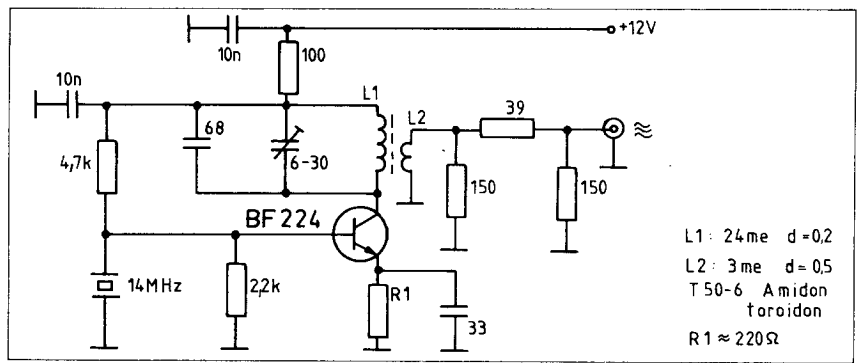 +12V
10n
100
10n
L1
L2
39
68
6-30
4,7k
150
150
BF224
14MHz
2,2k
R1
33
L1: 24me d=0,2
L2: 3me d=0,5
T50-6 Amidon
toroidon
R1≈220Ω